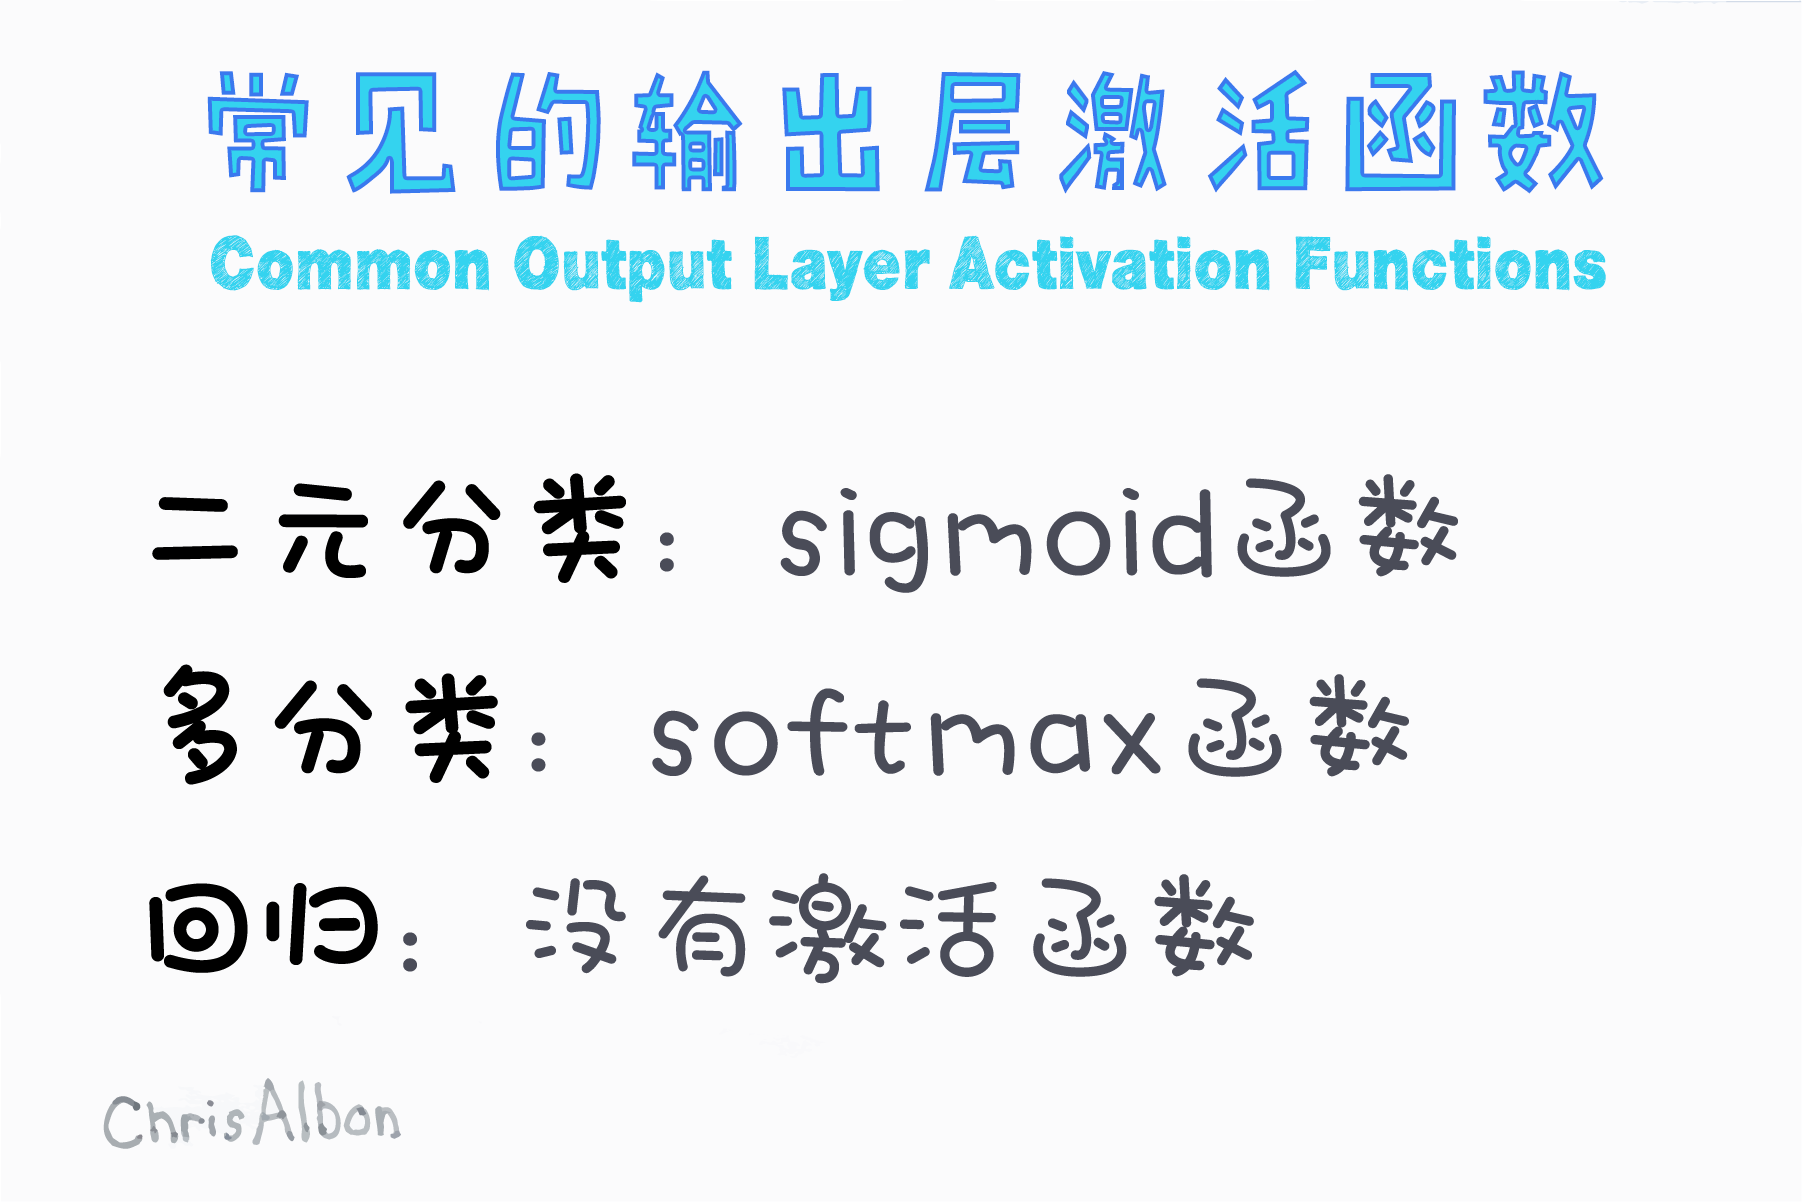 常见的输出层激活函数
Common Output Layer Activation Functions
二元分类：sigmoid函数
多分类：softmax函数
回归：没有激活函数
ChrisAlbon